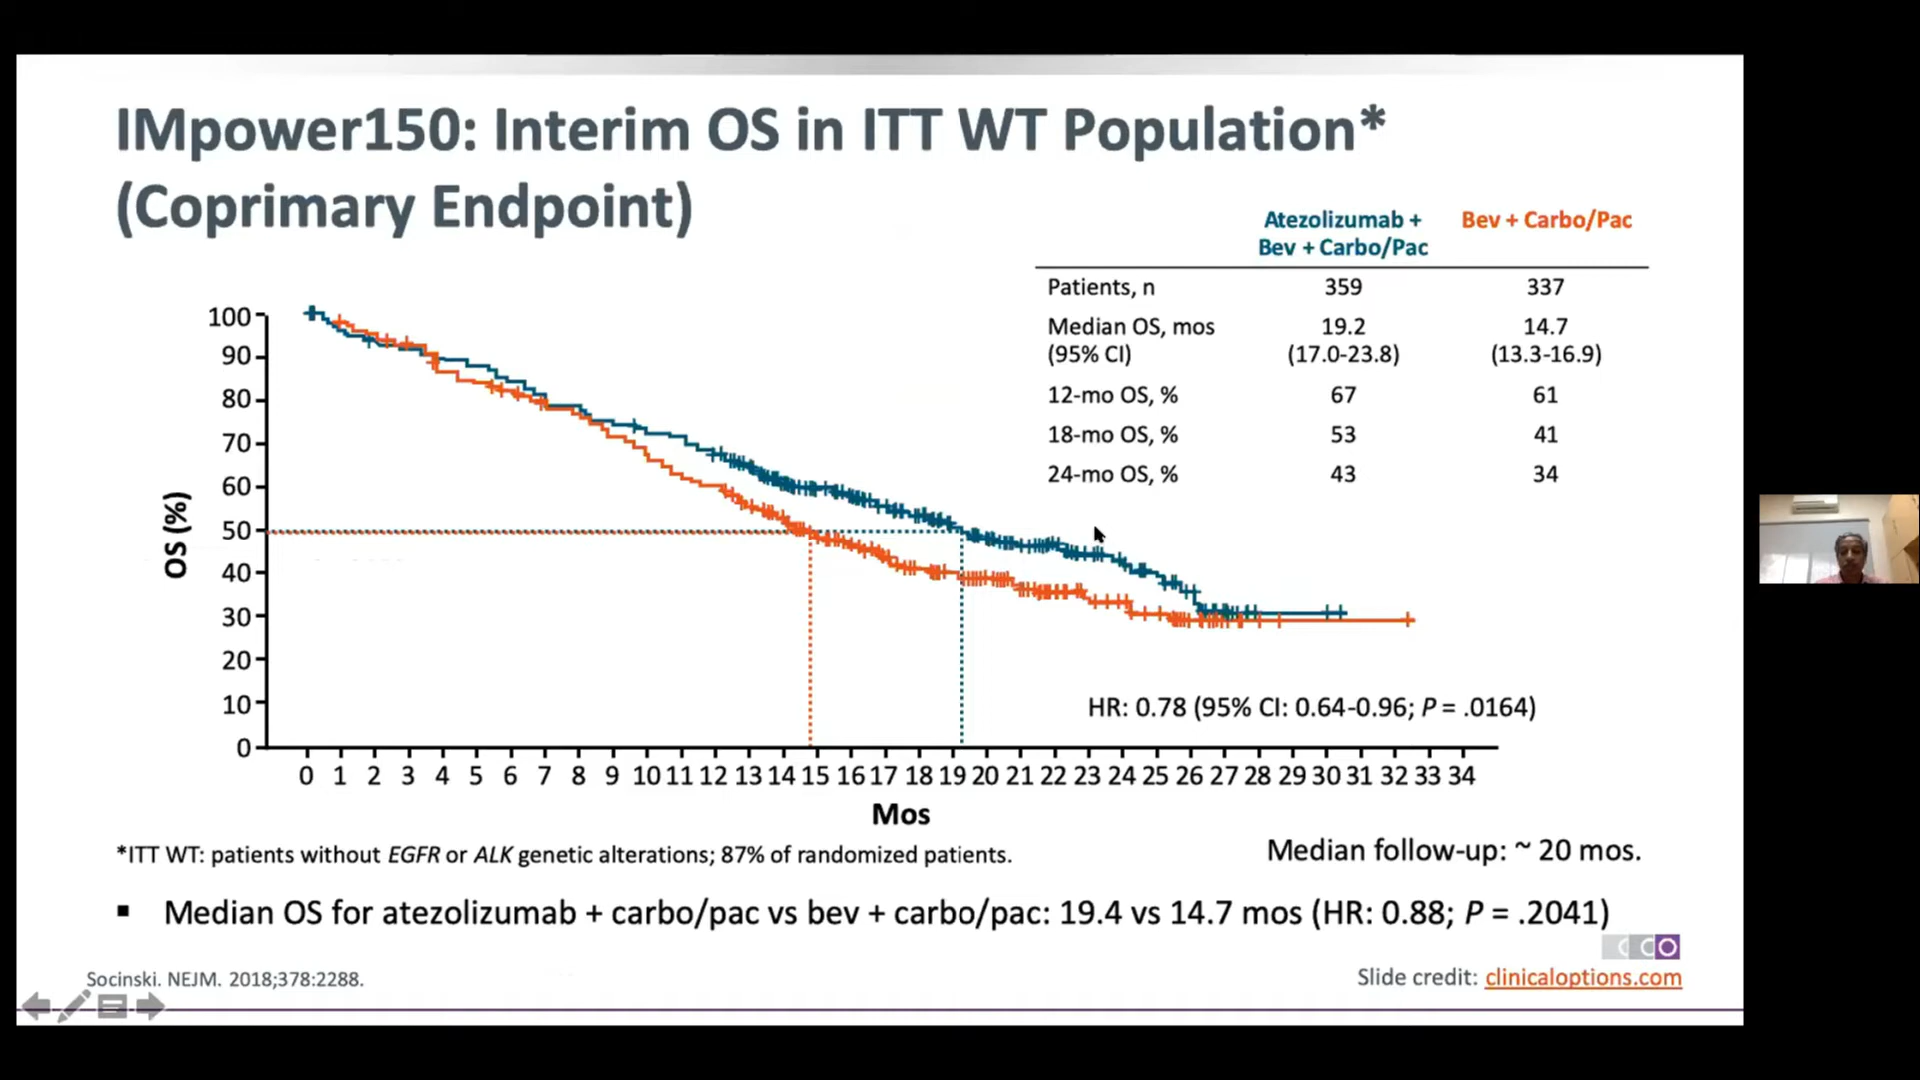 IMpower150: Interim OS in ITT WT Population*
(Coprimary Endpoint)
Atezolizumab + Bev + Carbo/Pac
Bev + Carbo/Pac
Patients, n 359 337
Median OS, mos 19.2 14.7
(95% CI) (17.0-23.8) (13.3-16.9)
12-mo OS, % 67 61
18-mo OS, % 53 41
24-mo OS, % 43 34
OS (%)
100
90
80
70
60
50
40
30
20
10
0
HR: 0.78 (95% CI: 0.64-0.96; P = .0164)
0 1 2 3 4 5 6 7 8 9 10 11 12 13 14 15 16 17 18 19 20 21 22 23 24 25 26 27 28 29 30 31 32 33 34
Mos
*ITT WT: patients without EGFR or ALK genetic alterations; 87% of randomized patients.
Median follow-up: ~ 20 mos.
▪ Median OS for atezolizumab + carbo/pac vs bev + carbo/pac: 19.4 vs 14.7 mos (HR: 0.88; P = .2041)
CCO
Socinski. NEJM. 2018;378:2288.
Slide credit: clinicaloptions.com